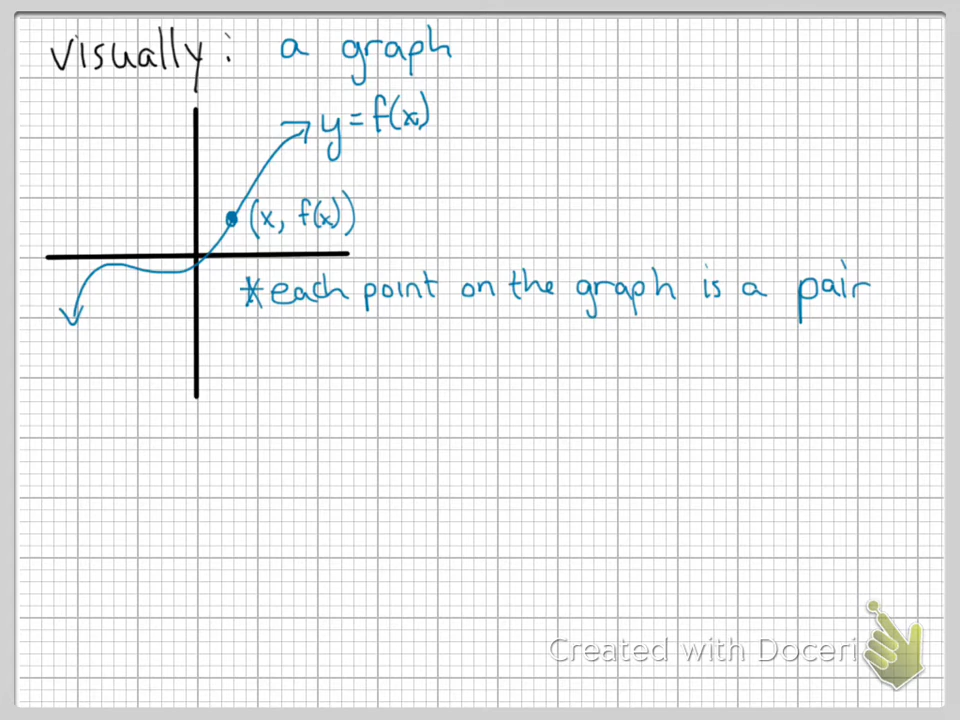 visually: a graph
y=f(x)
(x, f(x))
*each point on the graph is a pair
Created with Doceri